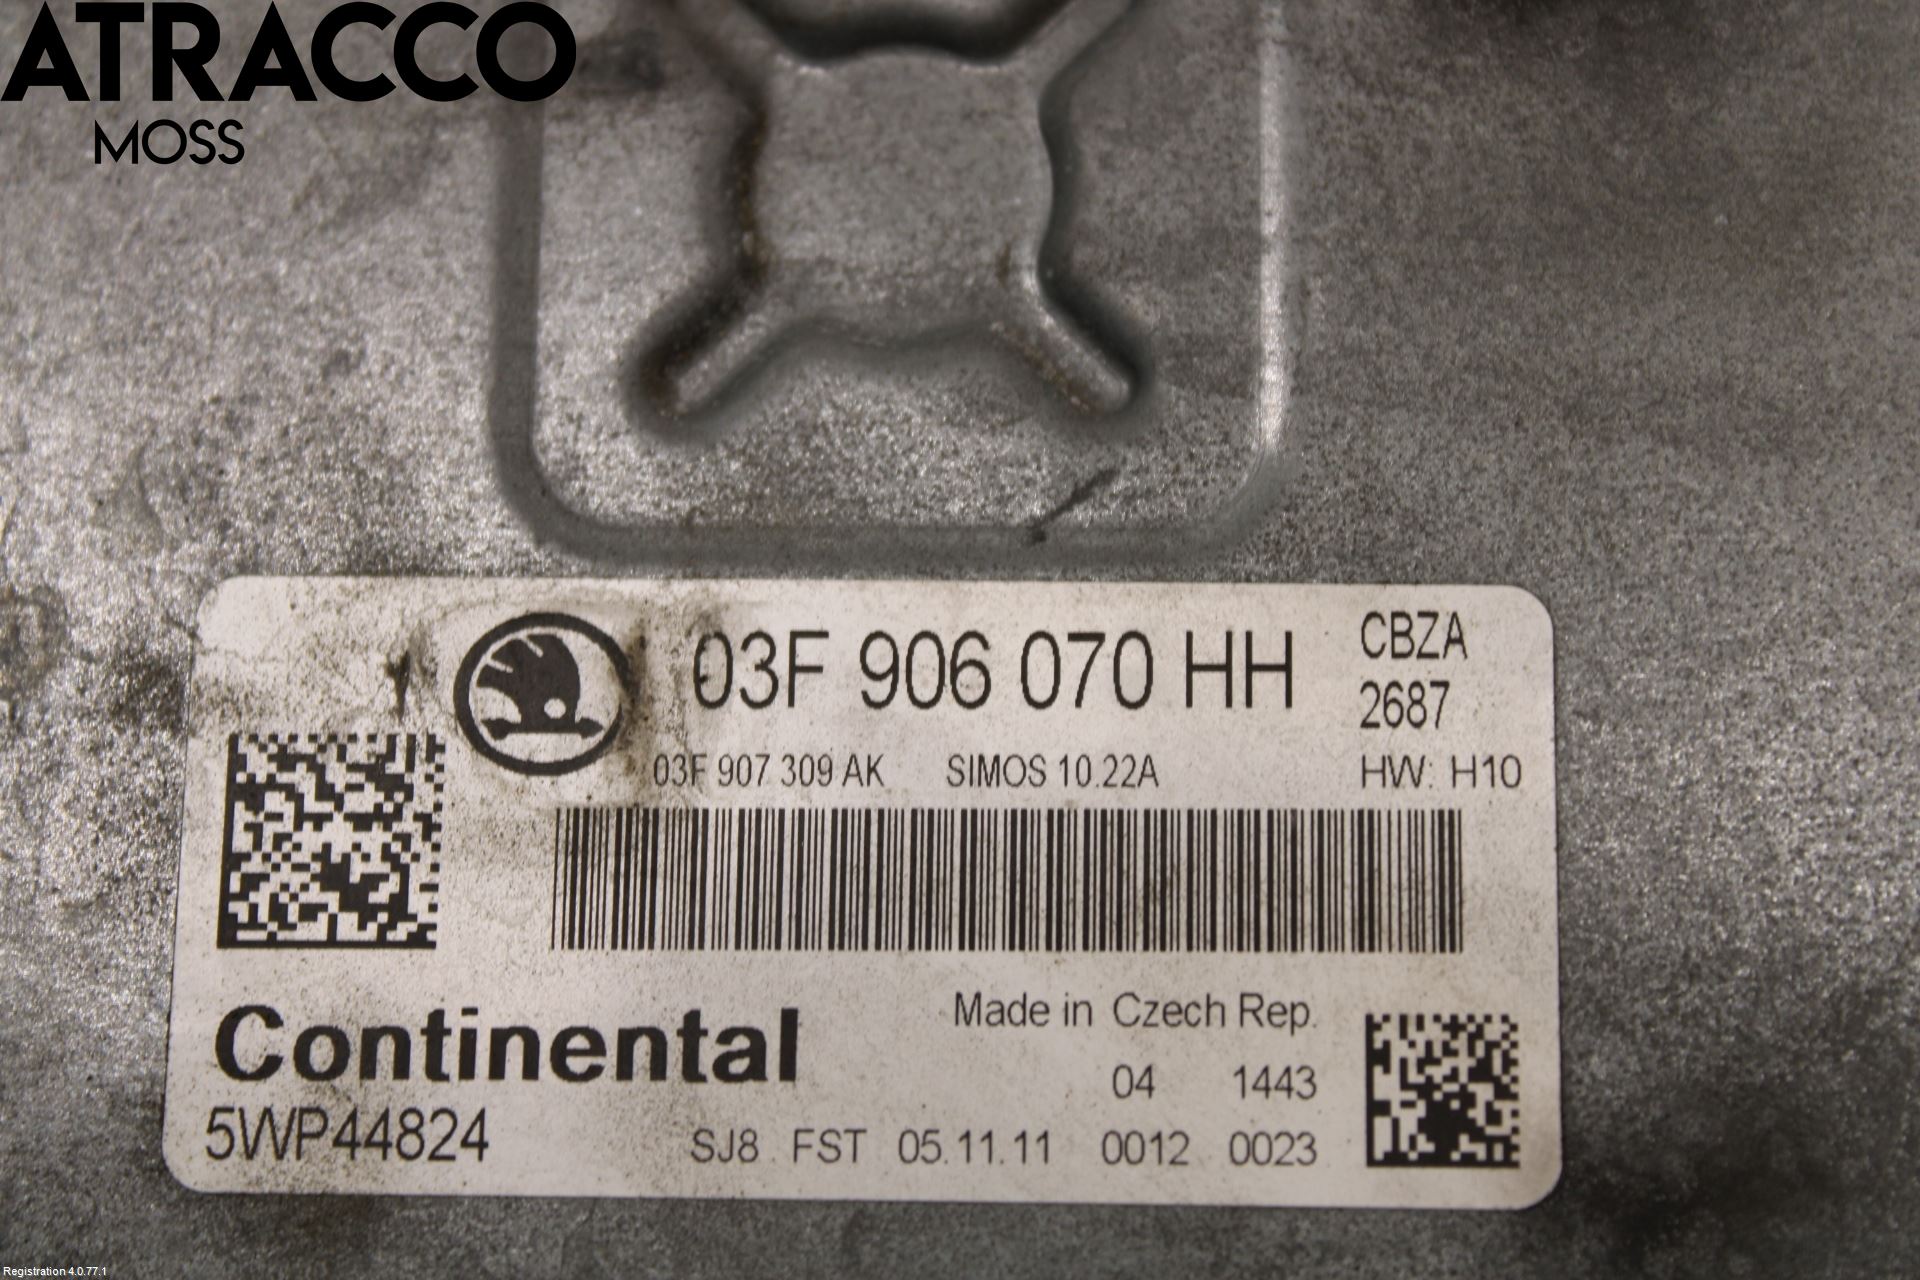 ATRACCO
MOSS
03F 906 070 HH
CBZA
2687
03F 907 309 AK SIMOS 10.22A HW: H10
Continental
Made in Czech Rep.
04 1443
5WP44824
SJ8 FST 05.11.11 0012 0023
Registration 4.0.77.1